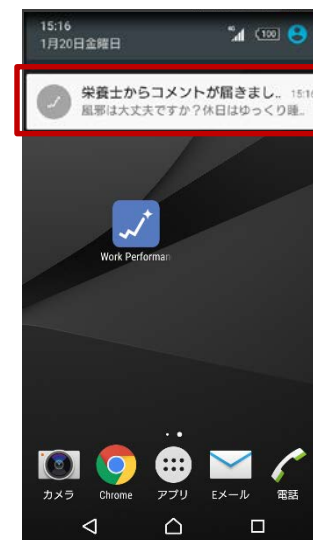 15:16
1月20日金曜日
4G
100
栄養士からコメントが届きまし..
15:16
風邪は大丈夫ですか？休日はゆっくり睡..
Work Performan
カメラ
Chrome
アプリ
Eメール
電話